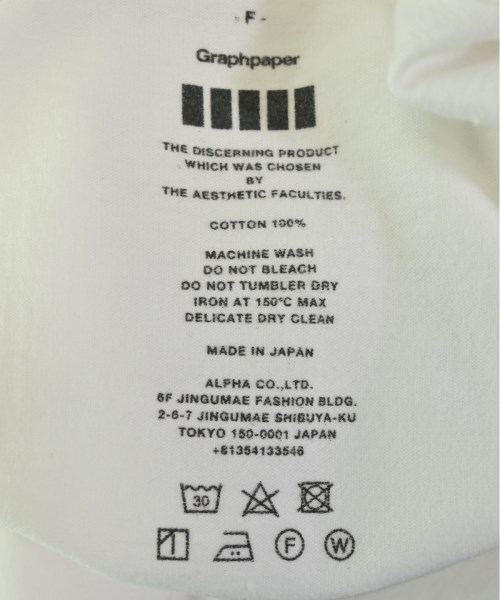 - F -
Graphpaper
THE DISCERNING PRODUCT
WHICH WAS CHOSEN
BY
THE AESTHETIC FACULTIES.
COTTON 100%
MACHINE WASH
DO NOT BLEACH
DO NOT TUMBLER DRY
IRON AT 150℃ MAX
DELICATE DRY CLEAN
MADE IN JAPAN
ALPHA CO.,LTD.
6F JINGUMAE FASHION BLDG.
2-6-7 JINGUMAE SHIBUYA-KU
TOKYO 150-0001 JAPAN
+81354133546
30
F W